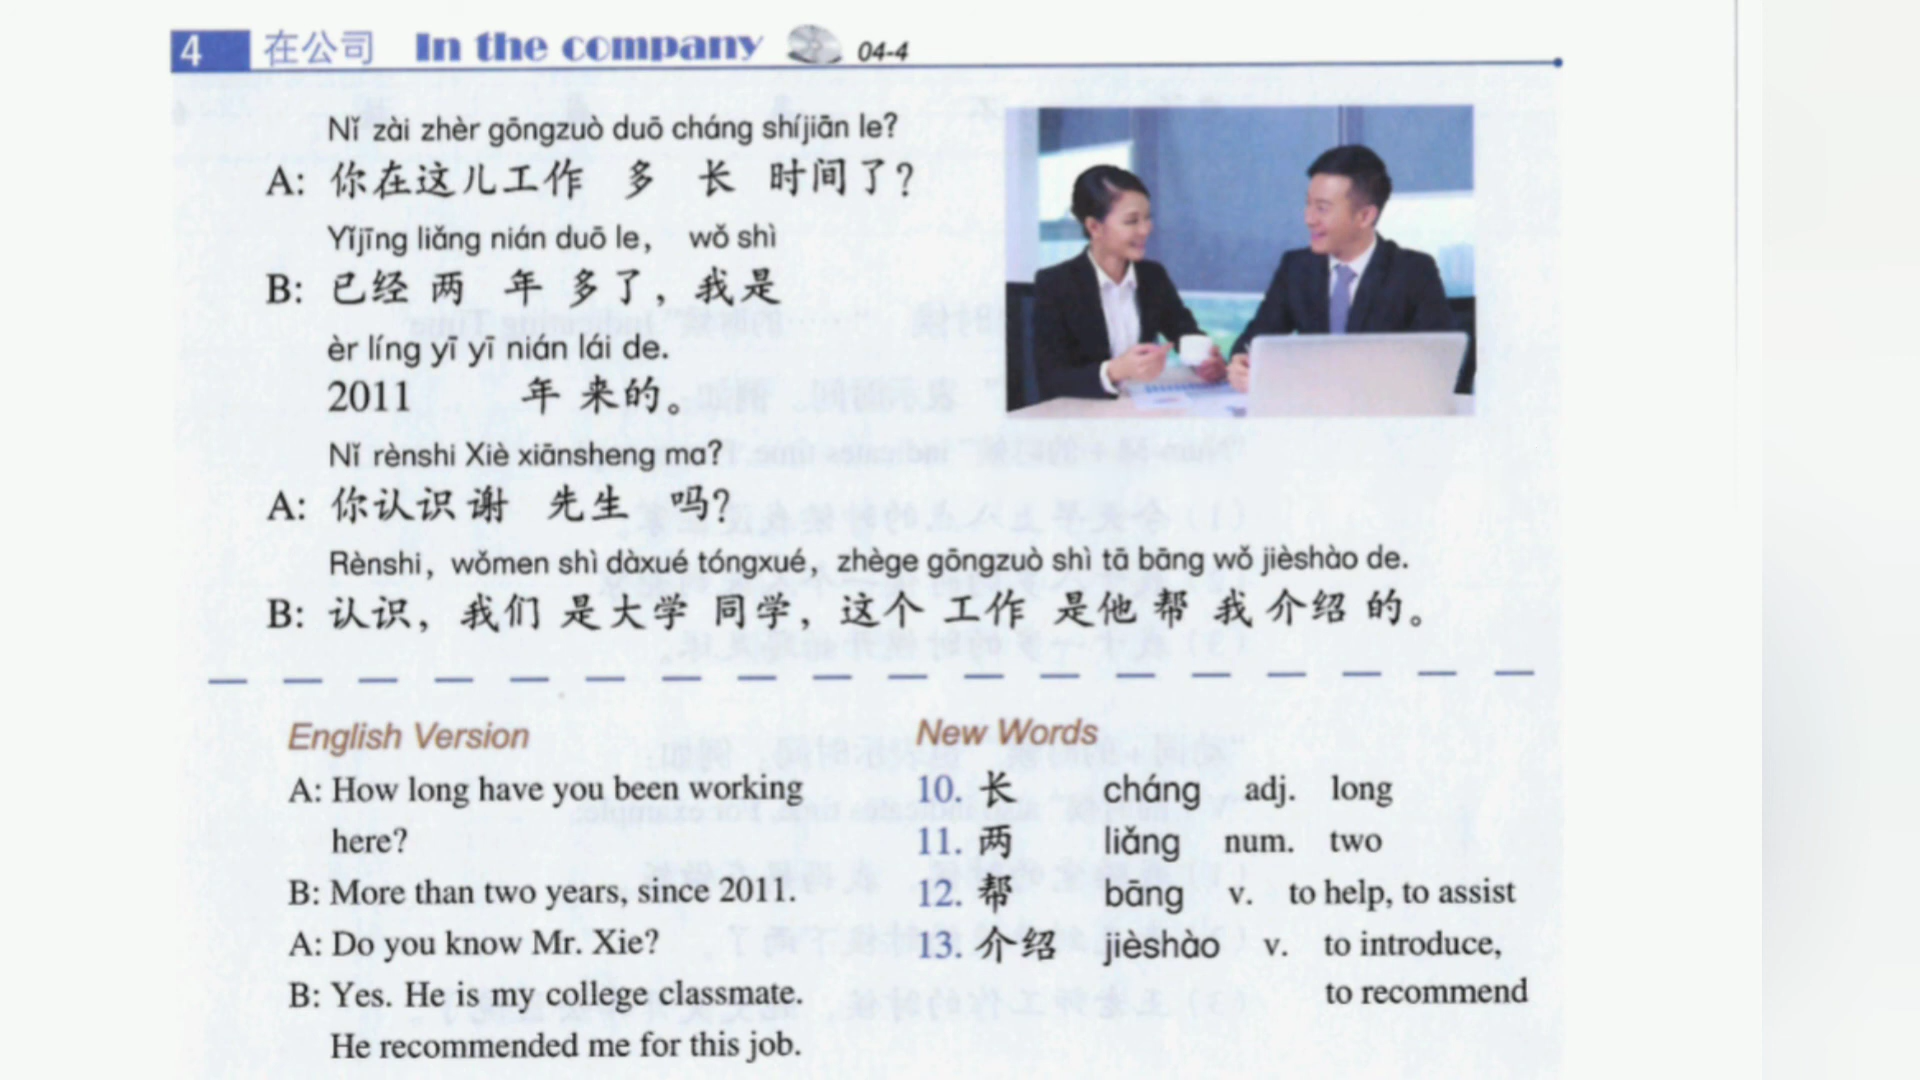 4 在公司 In the company 04-4
Nǐ zài zhèr gōngzuò duō cháng shíjiān le?
A: 你在这儿工作 多 长 时间了？
Yǐjīng liǎng nián duō le, wǒ shì
B: 已经 两 年 多了，我是
èr líng yī yī nián lái de.
2011 年 来的。
Nǐ rènshi Xiè xiānsheng ma?
A: 你认识 谢 先生 吗？
Rènshi, wǒmen shì dàxué tóngxué, zhège gōngzuò shì tā bāng wǒ jièshào de.
B: 认识，我们 是大学 同学，这个 工作 是他 帮 我 介绍 的。
English Version
A: How long have you been working
here?
B: More than two years, since 2011.
A: Do you know Mr. Xie?
B: Yes. He is my college classmate.
He recommended me for this job.
New Words
10. 长 cháng adj. long
11. 两 liǎng num. two
12. 帮 bāng v. to help, to assist
13. 介绍 jièshào v. to introduce,
to recommend